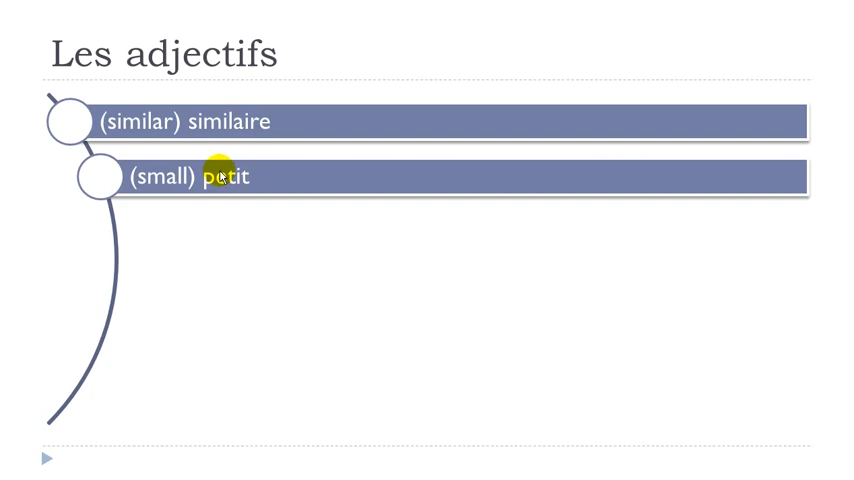 Les adjectifs
(similar) similaire
(small) petit